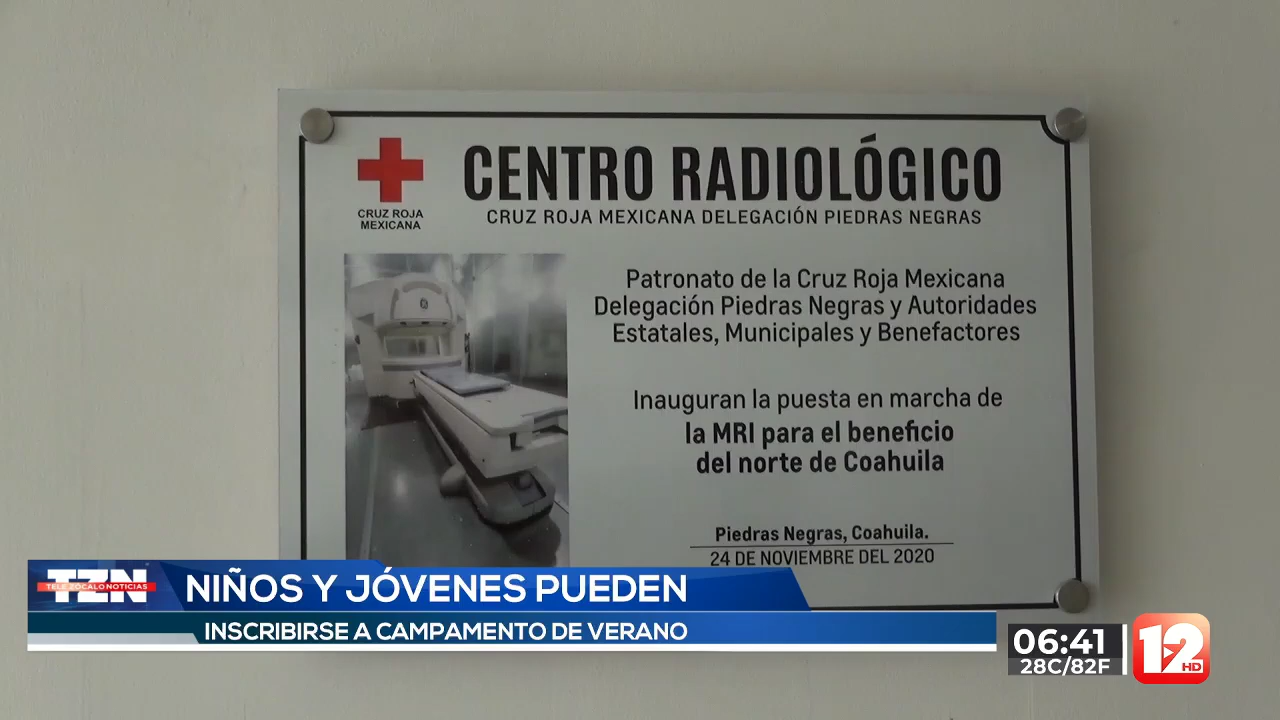 CRUZ ROJA
MEXICANA
CENTRO RADIOLÓGICO
CRUZ ROJA MEXICANA DELEGACIÓN PIEDRAS NEGRAS
Patronato de la Cruz Roja Mexicana
Delegación Piedras Negras y Autoridades
Estatales, Municipales y Benefactores
Inauguran la puesta en marcha de
la MRI para el beneficio
del norte de Coahuila
Piedras Negras, Coahuila.
24 DE NOVIEMBRE DEL 2020
TZN
TELE ZOCALO NOTICIAS
NIÑOS Y JÓVENES PUEDEN
INSCRIBIRSE A CAMPAMENTO DE VERANO
06:41
28C/82F
12
HD